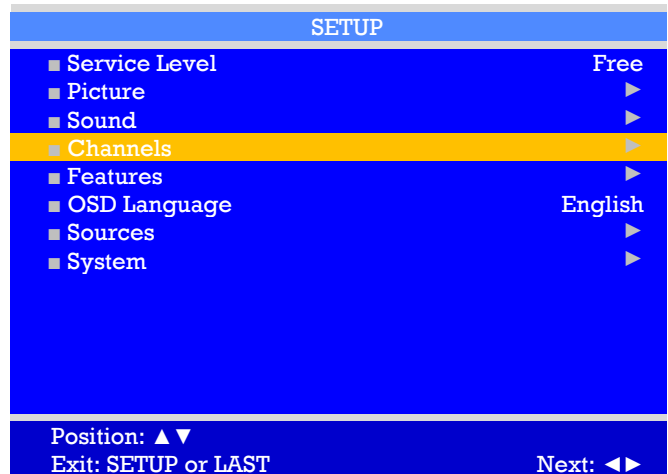 SETUP
■ Service Level Free
■ Picture ►
■ Sound ►
■ Channels ►
■ Features ►
■ OSD Language English
■ Sources ►
■ System ►
Position: ▲▼
Exit: SETUP or LAST Next: ◄►